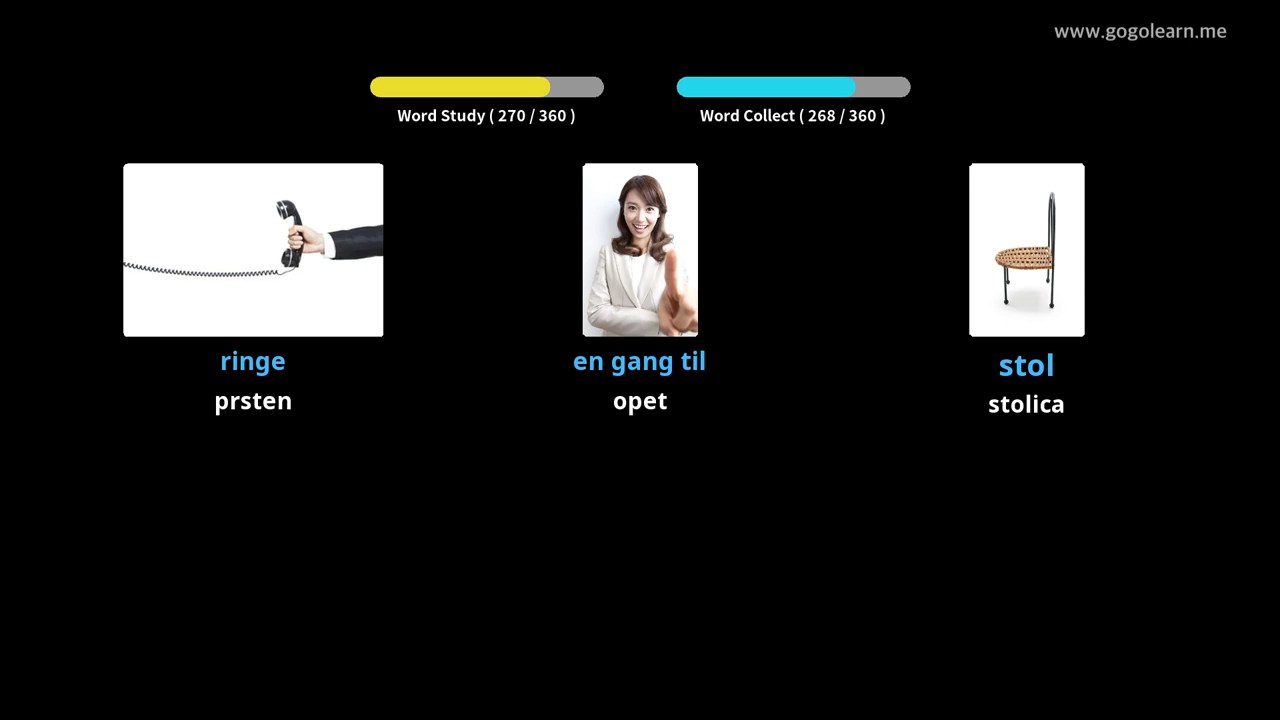 www.gogolearn.me
Word Study ( 270 / 360 )
Word Collect ( 268 / 360 )
ringe
prsten
en gang til
opet
stol
stolica